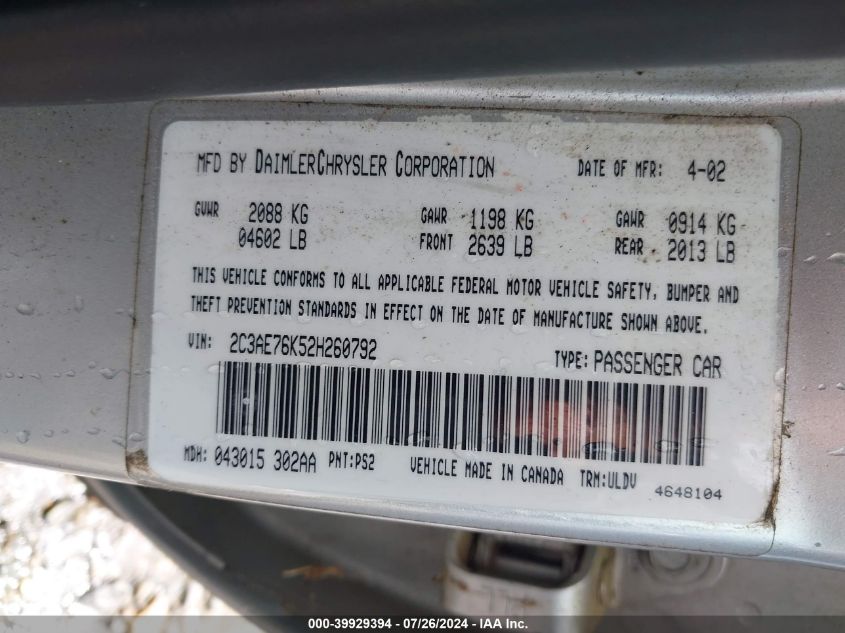 MFD BY DAIMLERCHRYSLER CORPORATION DATE OF MFR: 4-02
GVWR 2088 KG GAWR 1198 KG GAWR 0914 KG
04602 LB FRONT 2639 LB REAR 2013 LB
THIS VEHICLE CONFORMS TO ALL APPLICABLE FEDERAL MOTOR VEHICLE SAFETY, BUMPER AND
THEFT PREVENTION STANDARDS IN EFFECT ON THE DATE OF MANUFACTURE SHOWN ABOVE.
VIN: 2C3AE76K52H260792 TYPE: PASSENGER CAR
MDH: 043015 302AA PNT:PS2 VEHICLE MADE IN CANADA TRM:ULDV
4648104
000-39929394 - 07/26/2024 - IAA Inc.